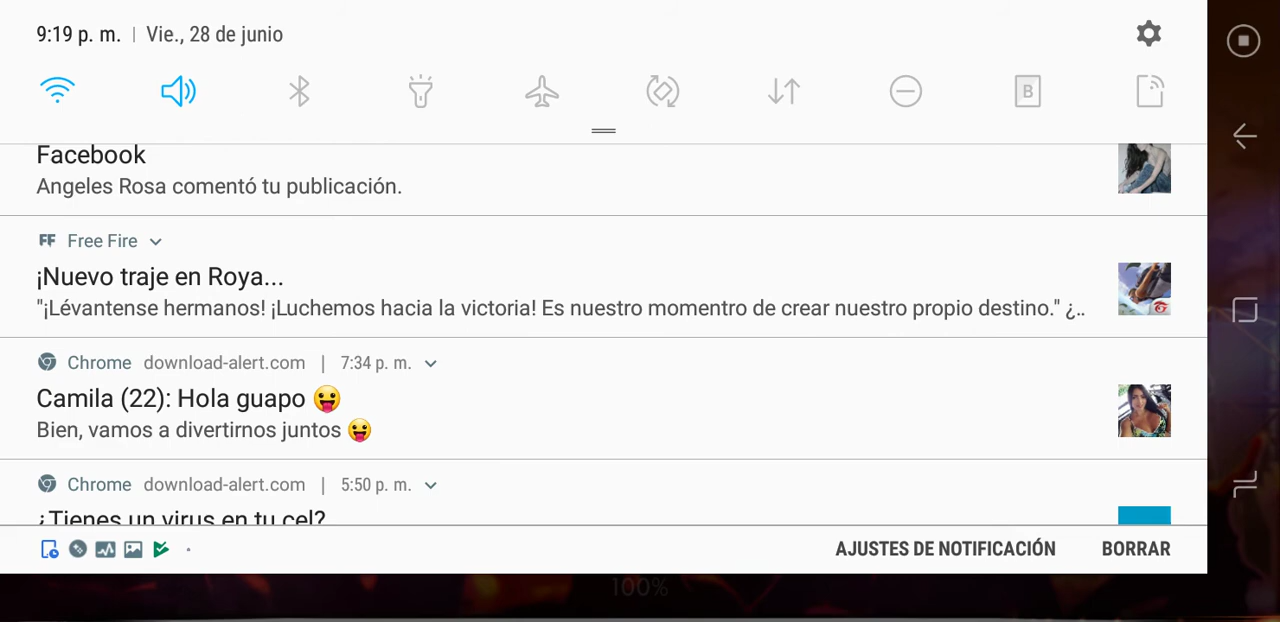 9:19 p. m. | Vie., 28 de junio
B
Facebook
Angeles Rosa comentó tu publicación.
FF Free Fire
¡Nuevo traje en Roya...
"¡Lévantense hermanos! ¡Luchemos hacia la victoria! Es nuestro momentro de crear nuestro propio destino." ¿..
Chrome download-alert.com | 7:34 p. m.
Camila (22): Hola guapo 😛
Bien, vamos a divertirnos juntos 😛
Chrome download-alert.com | 5:50 p. m.
¿Tienes un virus en tu cel?
AJUSTES DE NOTIFICACIÓN BORRAR
100%